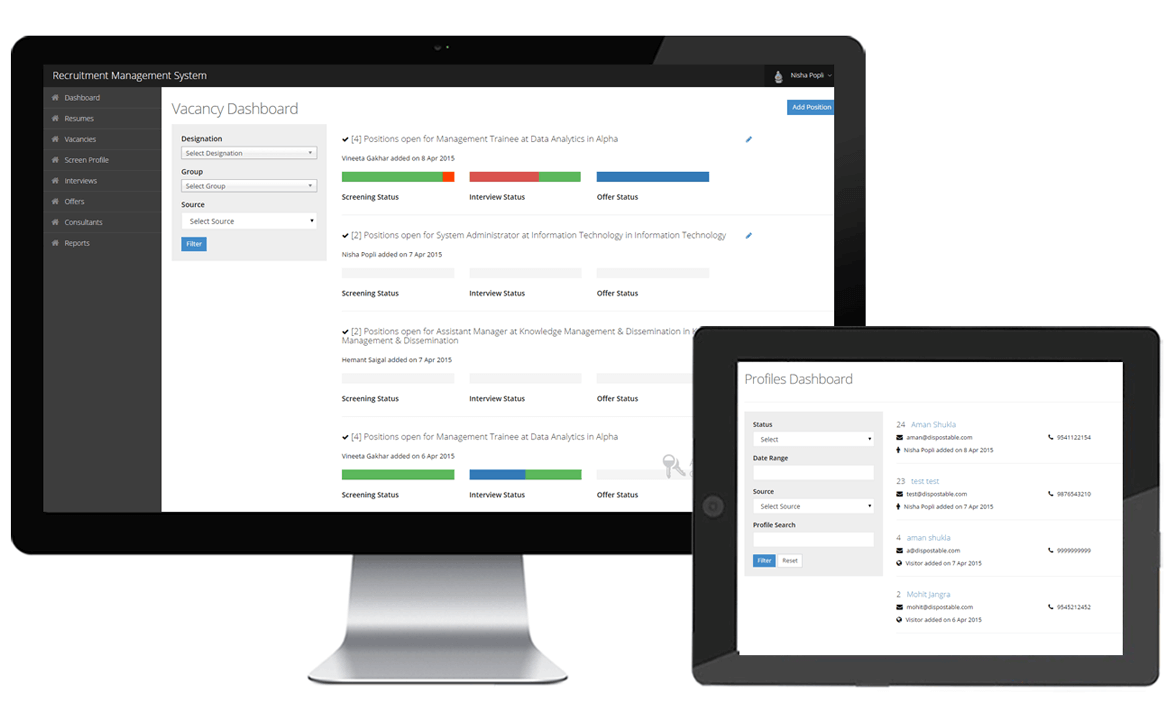 Recruitment Management System
Nisha Popli
Dashboard
Resumes
Vacancies
Screen Profile
Interviews
Offers
Consultants
Reports
Vacancy Dashboard
Add Position
Designation
Select Designation
Group
Select Group
Source
Select Source
Filter
[4] Positions open for Management Trainee at Data Analytics in Alpha
Vineeta Gakhar added on 8 Apr 2015
Screening Status Interview Status Offer Status
[2] Positions open for System Administrator at Information Technology in Information Technology
Nisha Popli added on 7 Apr 2015
Screening Status Interview Status Offer Status
[2] Positions open for Assistant Manager at Knowledge Management & Dissemination in
Management & Dissemination
Hemant Saigal added on 7 Apr 2015
Screening Status Interview Status Offer Status
[4] Positions open for Management Trainee at Data Analytics in Alpha
Vineeta Gakhar added on 6 Apr 2015
Screening Status Interview Status Offer Status
Profiles Dashboard
Status
Select
Date Range
Source
Select Source
Profile Search
Filter Reset
24 Aman Shukla
aman@dispostable.com 9541122154
Nisha Popli added on 8 Apr 2015
23 test test
test@dispostable.com 9876543210
Nisha Popli added on 7 Apr 2015
4 aman shukla
a@dispostable.com 9999999999
Visitor added on 7 Apr 2015
2 Mohit Jangra
mohit@dispostable.com 9545212452
Visitor added on 6 Apr 2015